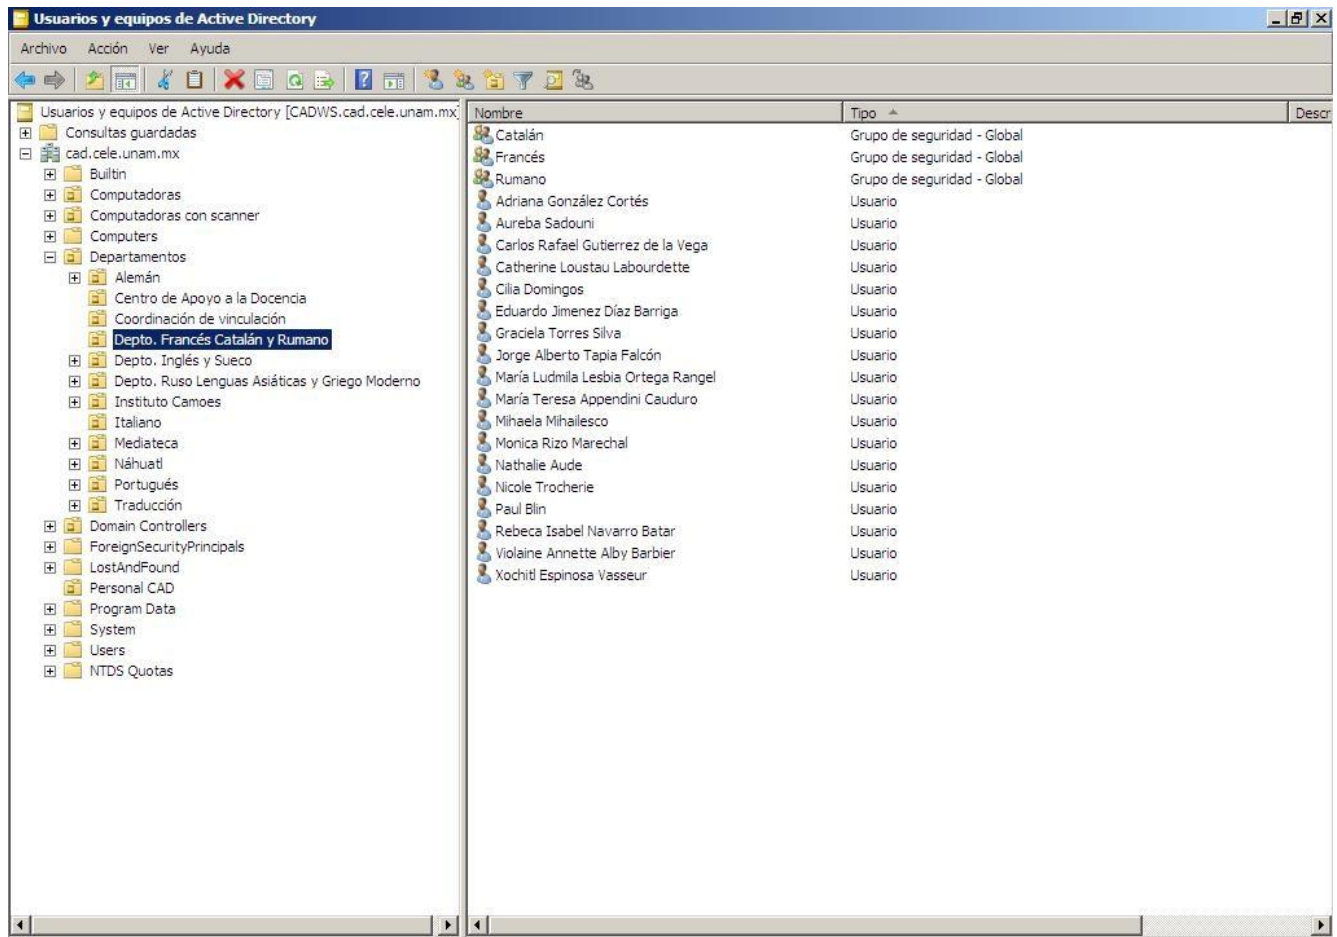 Usuarios y equipos de Active Directory
Archivo Acción Ver Ayuda
Usuarios y equipos de Active Directory [CADWS.cad.cele.unam.mx]
Consultas guardadas
cad.cele.unam.mx
Builtin
Computadoras
Computadoras con scanner
Computers
Departamentos
Alemán
Centro de Apoyo a la Docencia
Coordinación de vinculación
Depto. Francés Catalán y Rumano
Depto. Inglés y Sueco
Depto. Ruso Lenguas Asiáticas y Griego Moderno
Instituto Camoes
Italiano
Mediateca
Náhuatl
Portugués
Traducción
Domain Controllers
ForeignSecurityPrincipals
LostAndFound
Personal CAD
Program Data
System
Users
NTDS Quotas
Nombre Tipo Descr
Catalán Grupo de seguridad - Global
Francés Grupo de seguridad - Global
Rumano Grupo de seguridad - Global
Adriana González Cortés Usuario
Aureba Sadouni Usuario
Carlos Rafael Gutierrez de la Vega Usuario
Catherine Loustau Labourdette Usuario
Cilia Domingos Usuario
Eduardo Jimenez Díaz Barriga Usuario
Graciela Torres Silva Usuario
Jorge Alberto Tapia Falcón Usuario
María Ludmila Lesbia Ortega Rangel Usuario
María Teresa Appendini Cauduro Usuario
Mihaela Mihailesco Usuario
Monica Rizo Marechal Usuario
Nathalie Aude Usuario
Nicole Trocherie Usuario
Paul Blin Usuario
Rebeca Isabel Navarro Batar Usuario
Violaine Annette Alby Barbier Usuario
Xochitl Espinosa Vasseur Usuario